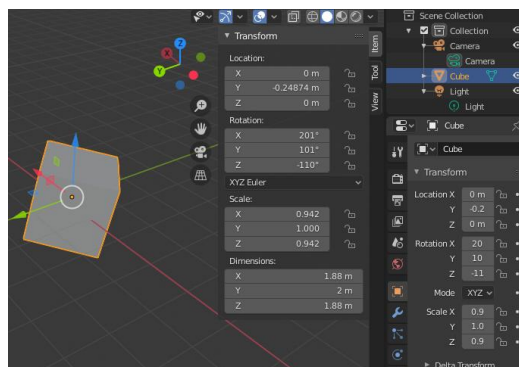 Transform
Location:
X 0 m
Y -0.24874 m
Z 0 m
Rotation:
X 201°
Y 101°
Z -110°
XYZ Euler
Scale:
X 0.942
Y 1.000
Z 0.942
Dimensions:
X 1.88 m
Y 2 m
Z 1.88 m
Item
Tool
View
Z
X
Y
Scene Collection
Collection
Camera
Camera
Cube
Light
Light
Cube
Cube
Transform
Location X 0 m
Y -0.2
Z 0 m
Rotation X 20
Y 10
Z -11
Mode XYZ
Scale X 0.9
Y 1.0
Z 0.9
Delta Transform